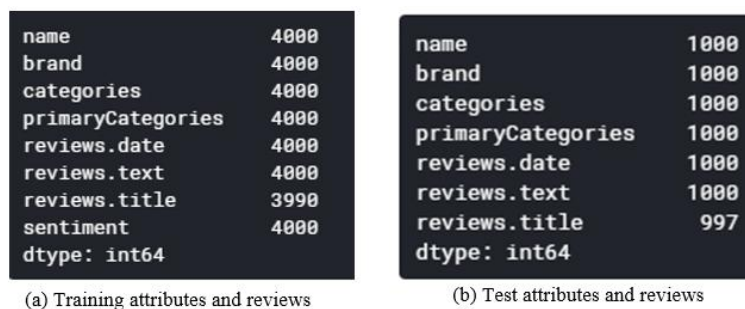 name 4000
brand 4000
categories 4000
primaryCategories 4000
reviews.date 4000
reviews.text 4000
reviews.title 3990
sentiment 4000
dtype: int64
(a) Training attributes and reviews
name 1000
brand 1000
categories 1000
primaryCategories 1000
reviews.date 1000
reviews.text 1000
reviews.title 997
dtype: int64
(b) Test attributes and reviews